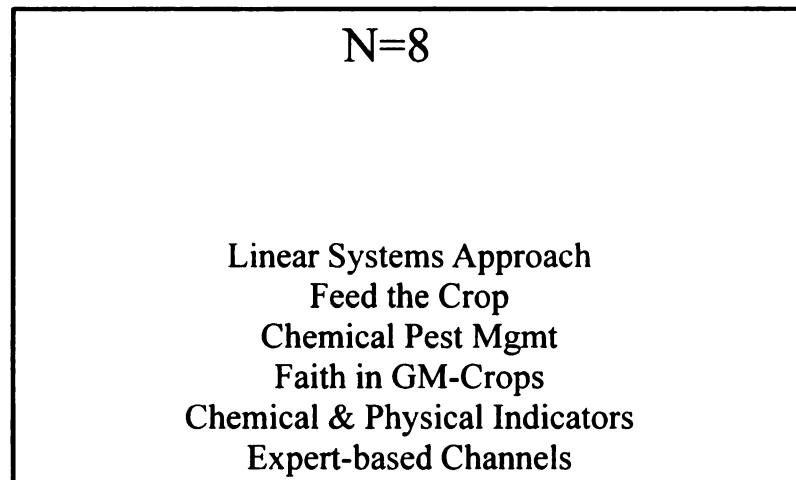 N=8
Linear Systems Approach
Feed the Crop
Chemical Pest Mgmt
Faith in GM-Crops
Chemical & Physical Indicators
Expert-based Channels